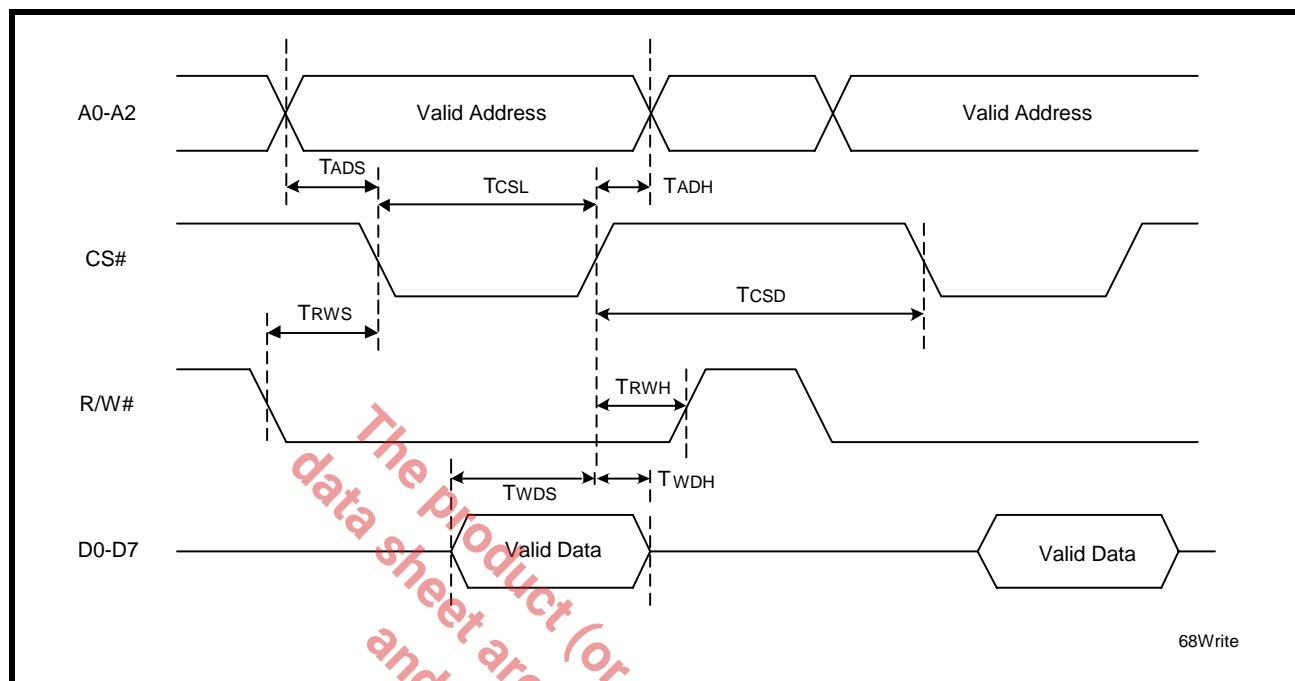 A0-A2
Valid Address
Valid Address
TADS
TCSL
TADH
CS#
TCSD
TRWS
R/W#
TRWH
TWDS
TWDH
D0-D7
Valid Data
Valid Data
The product (or
data sheet are
and
68Write